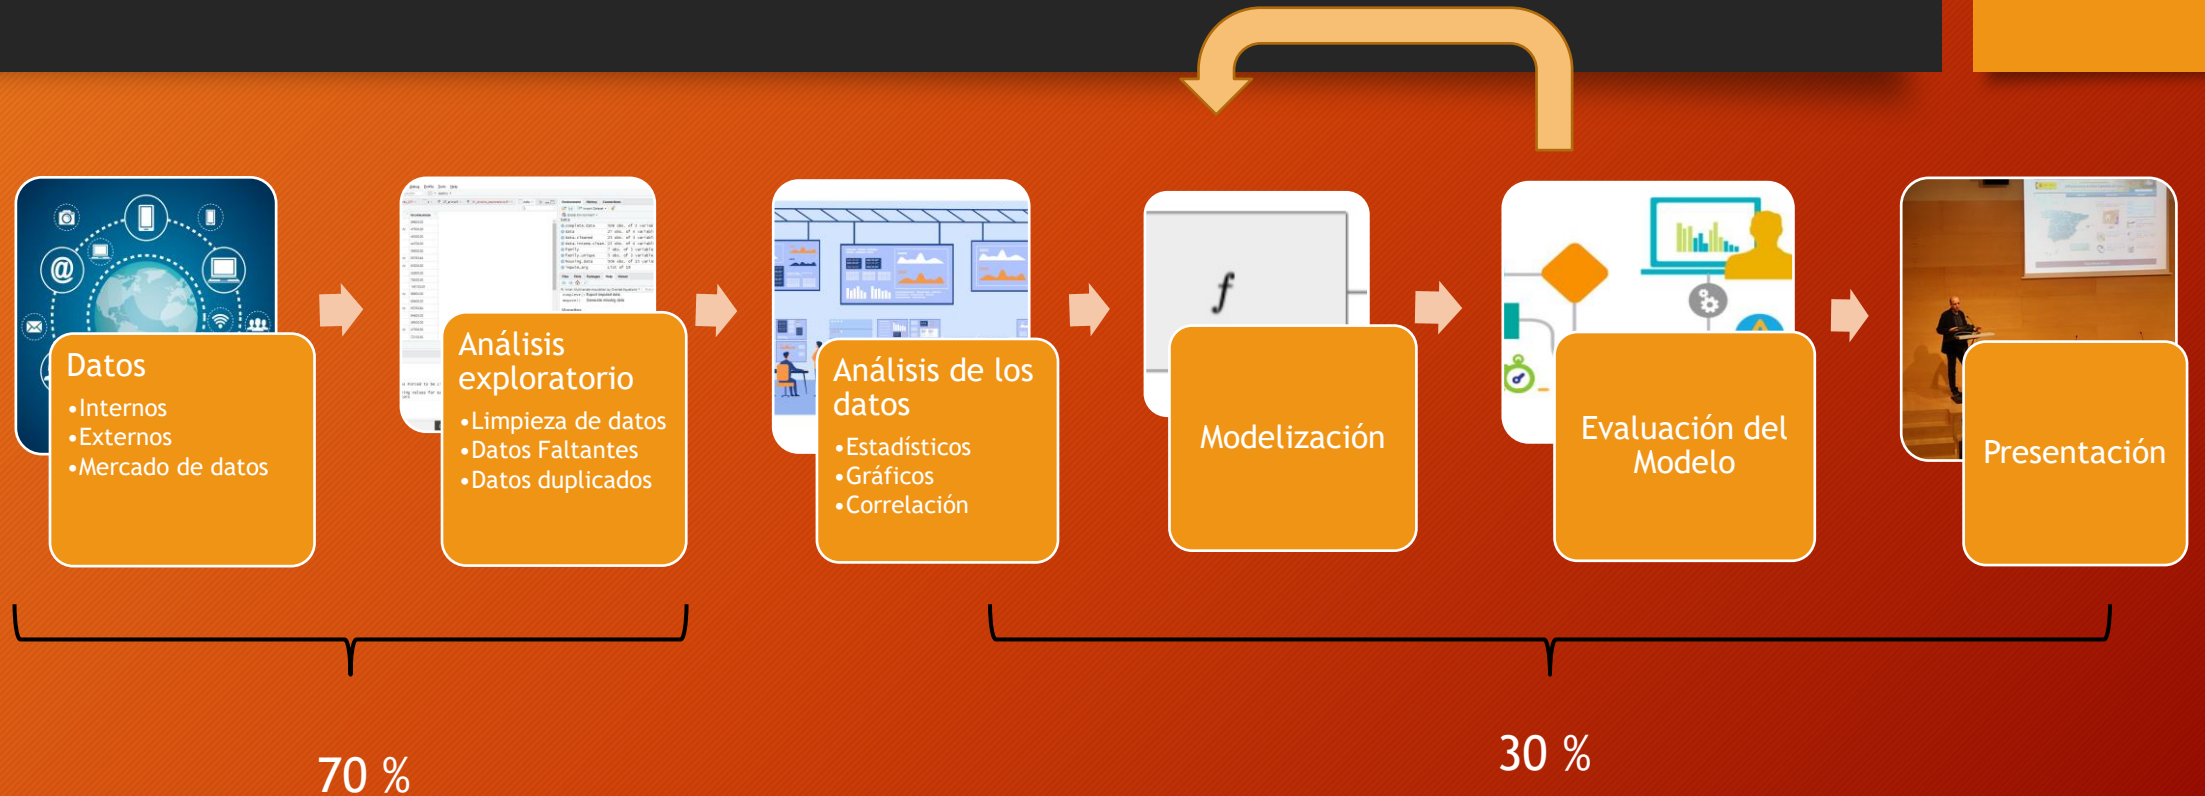 Datos
•Internos
•Externos
•Mercado de datos
Análisis
exploratorio
•Limpieza de datos
•Datos Faltantes
•Datos duplicados
Análisis de los
datos
•Estadísticos
•Gráficos
•Correlación
f
Modelización
Evaluación del
Modelo
Presentación
70 %
30 %